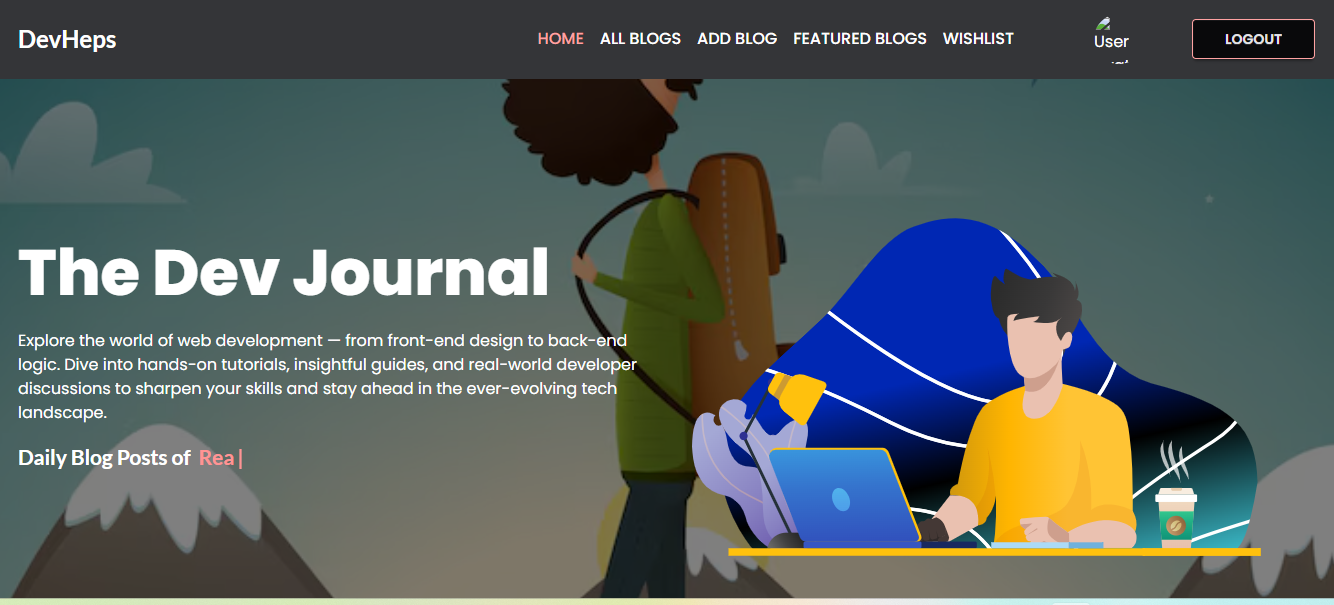 DevHeps
HOME ALL BLOGS ADD BLOG FEATURED BLOGS WISHLIST
User
LOGOUT
The Dev Journal
Explore the world of web development — from front-end design to back-end
logic. Dive into hands-on tutorials, insightful guides, and real-world developer
discussions to sharpen your skills and stay ahead in the ever-evolving tech
landscape.
Daily Blog Posts of Rea|